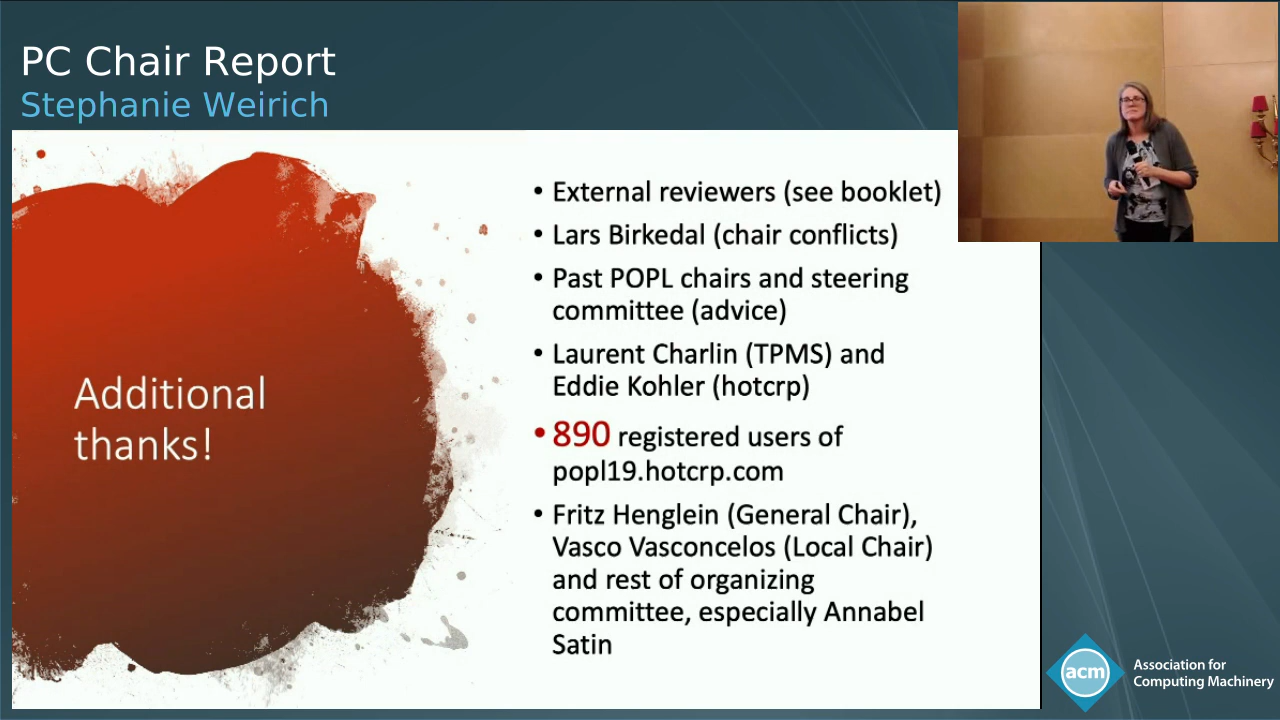 PC Chair Report
Stephanie Weirich
Additional
thanks!
• External reviewers (see booklet)
• Lars Birkedal (chair conflicts)
• Past POPL chairs and steering
committee (advice)
• Laurent Charlin (TPMS) and
Eddie Kohler (hotcrp)
• 890 registered users of
popl19.hotcrp.com
• Fritz Henglein (General Chair),
Vasco Vasconcelos (Local Chair)
and rest of organizing
committee, especially Annabel
Satin
acm
Association for
Computing Machinery